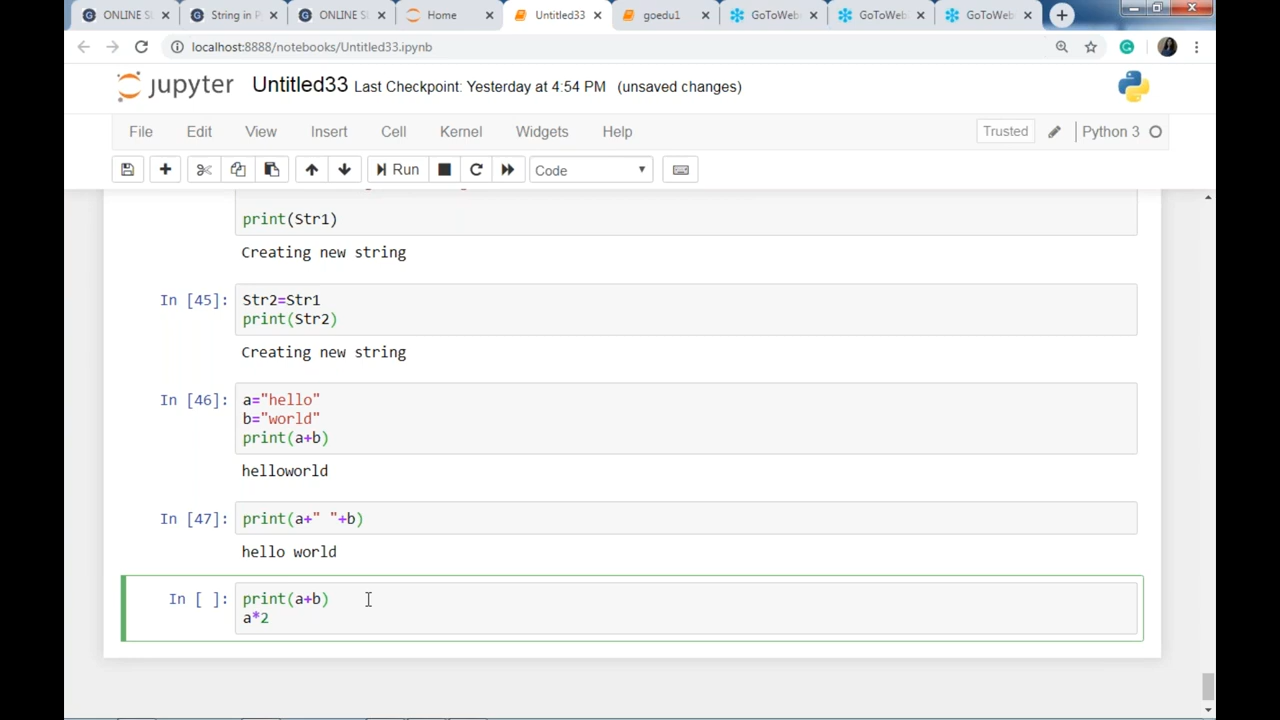 ONLINE S
String in P
ONLINE S
Home
Untitled33
goedu1
GoToWeb
GoToWeb
GoToWeb
localhost:8888/notebooks/Untitled33.ipynb
jupyter Untitled33 Last Checkpoint: Yesterday at 4:54 PM (unsaved changes)
File Edit View Insert Cell Kernel Widgets Help Trusted Python 3
Run Code
print(Str1)
Creating new string
In [45]: Str2=Str1
print(Str2)
Creating new string
In [46]: a="hello"
b="world"
print(a+b)
helloworld
In [47]: print(a+" "+b)
hello world
In [ ]: print(a+b)
a*2